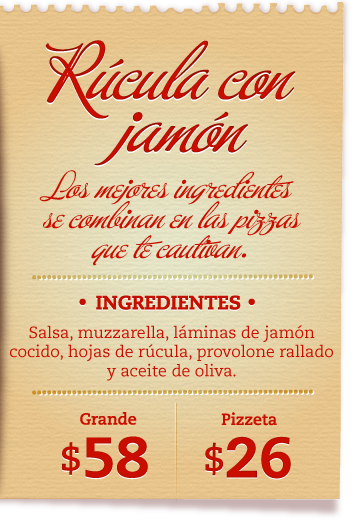 Rúcula con
jamón
Los mejores ingredientes
se combinan en las pizzas
que te cautivan.
• INGREDIENTES •
Salsa, muzzarella, láminas de jamón
cocido, hojas de rúcula, provolone rallado
y aceite de oliva.
Grande
$58
Pizzeta
$26